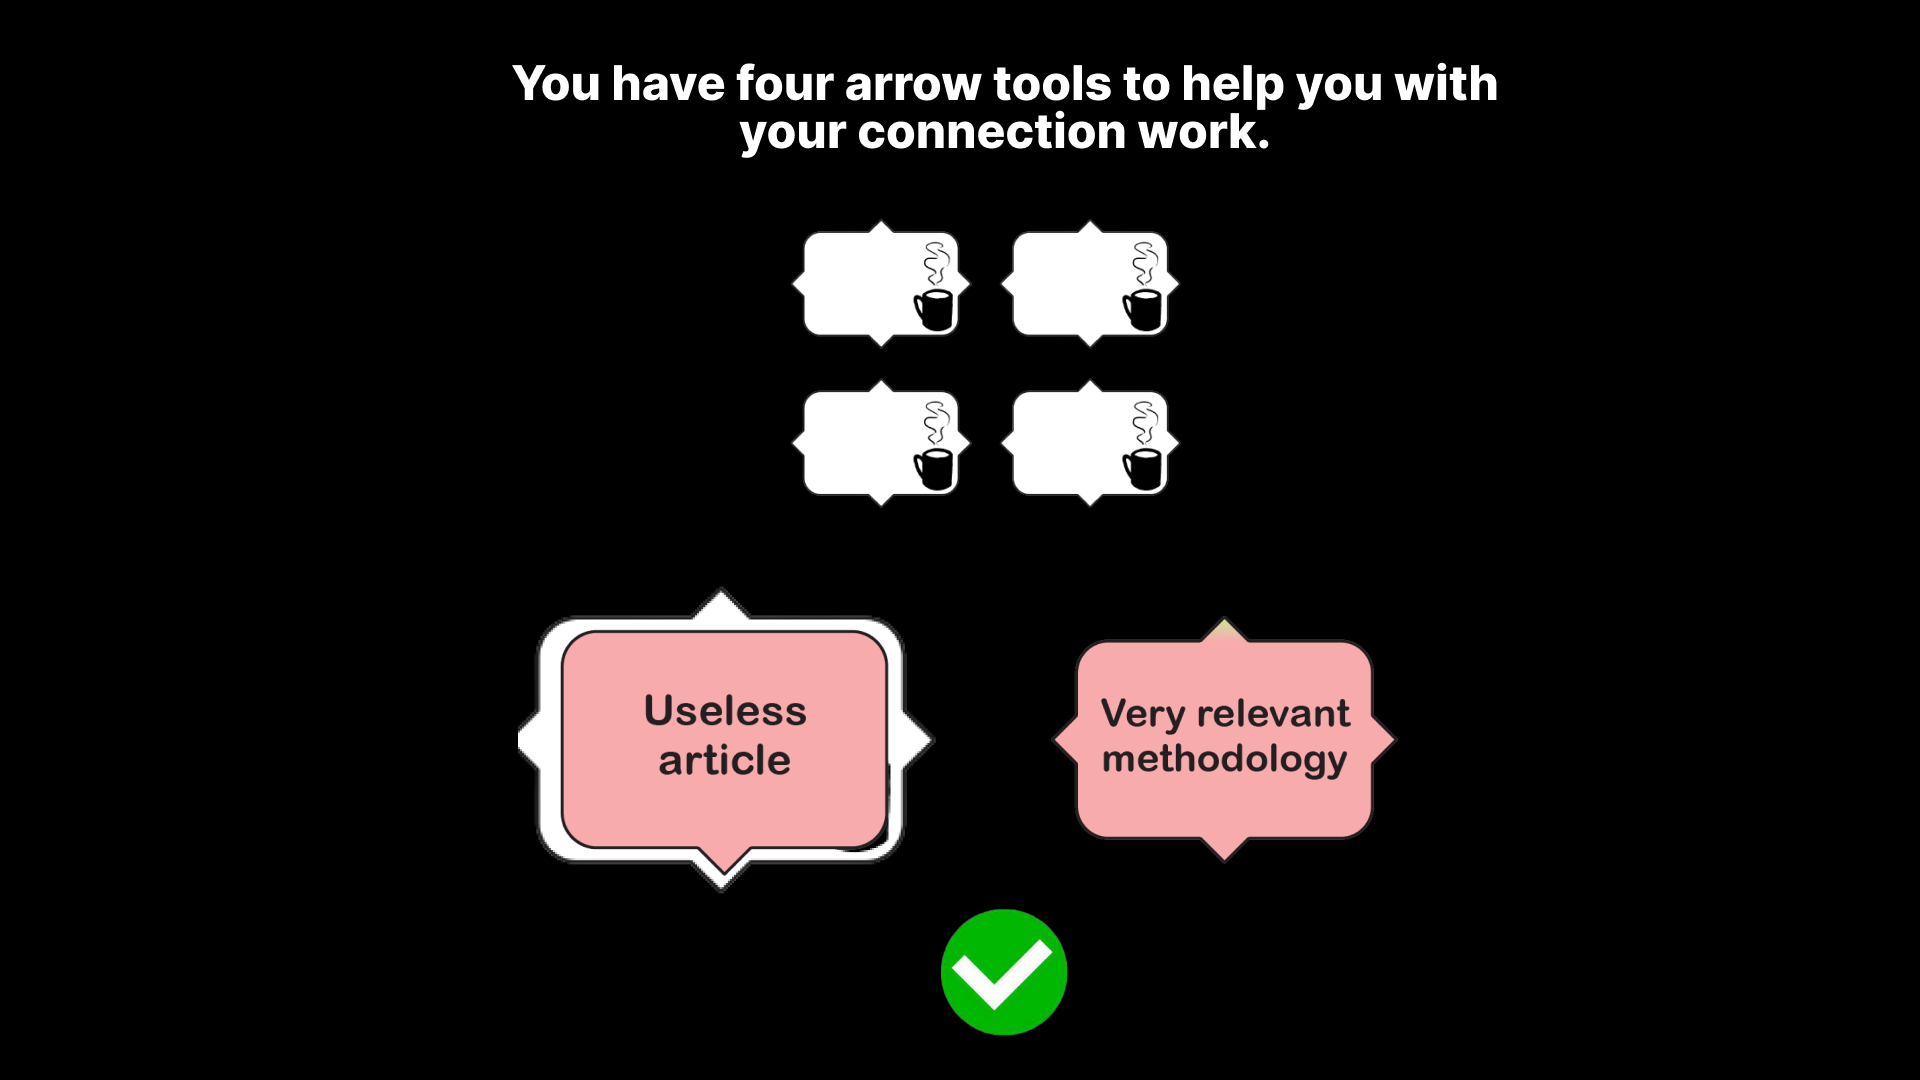 You have four arrow tools to help you with
your connection work.
Useless
article
Very relevant
methodology